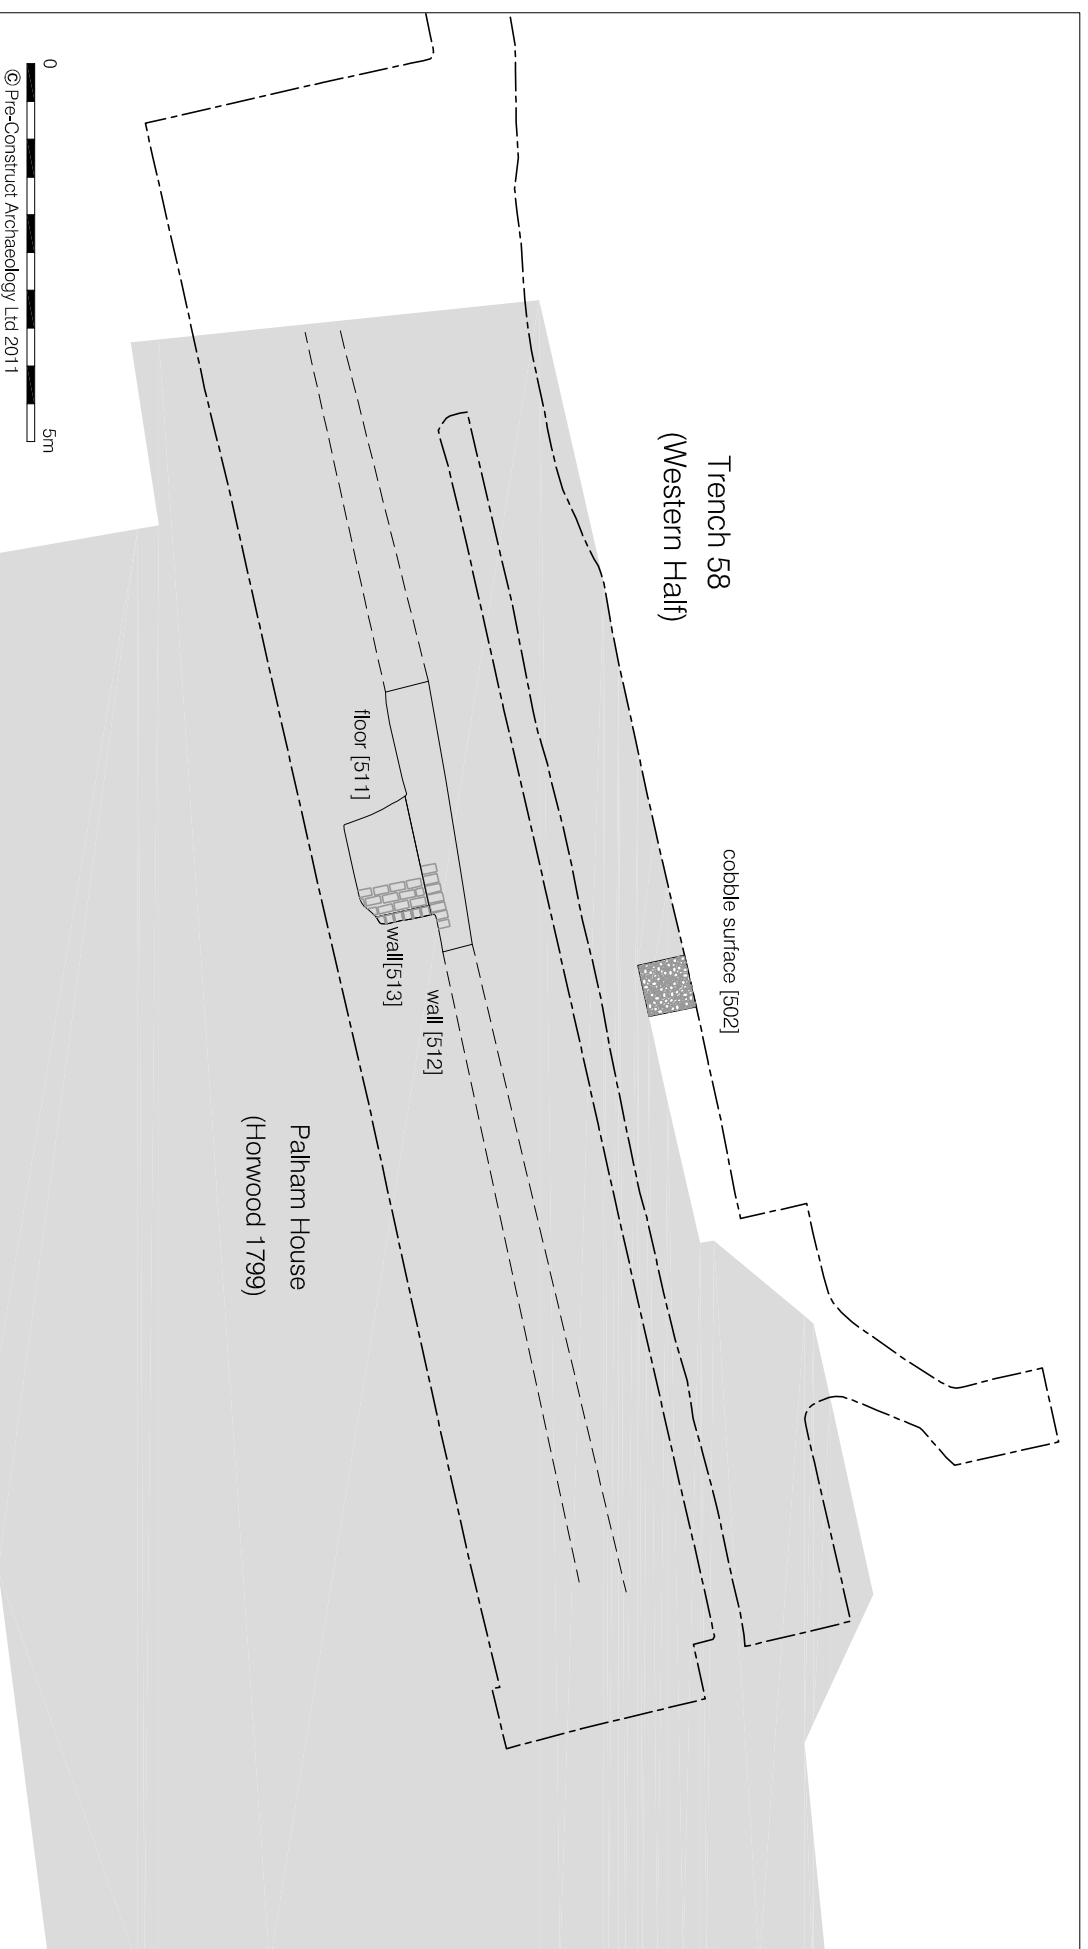 Trench 58
(Western Half)
cobble surface [502]
floor [511]
wall[513]
wall [512]
Palham House
(Horwood 1799)
0
5m
© Pre-Construct Archaeology Ltd 2011